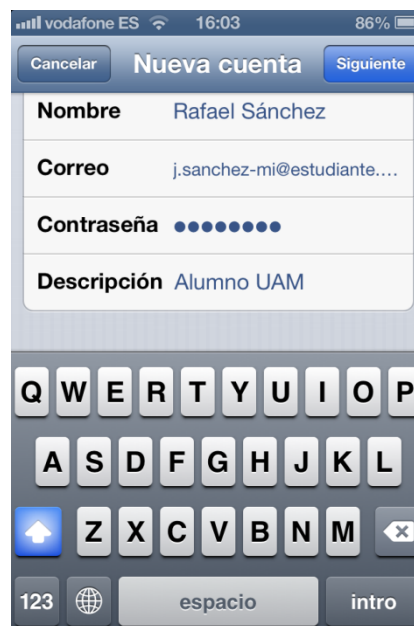 vodafone ES 16:03 86%
Cancelar Nueva cuenta Siguiente
Nombre Rafael Sánchez
Correo j.sanchez-mi@estudiante....
Contraseña ●●●●●●●●
Descripción Alumno UAM
Q W E R T Y U I O P
A S D F G H J K L
Z X C V B N M
123 espacio intro